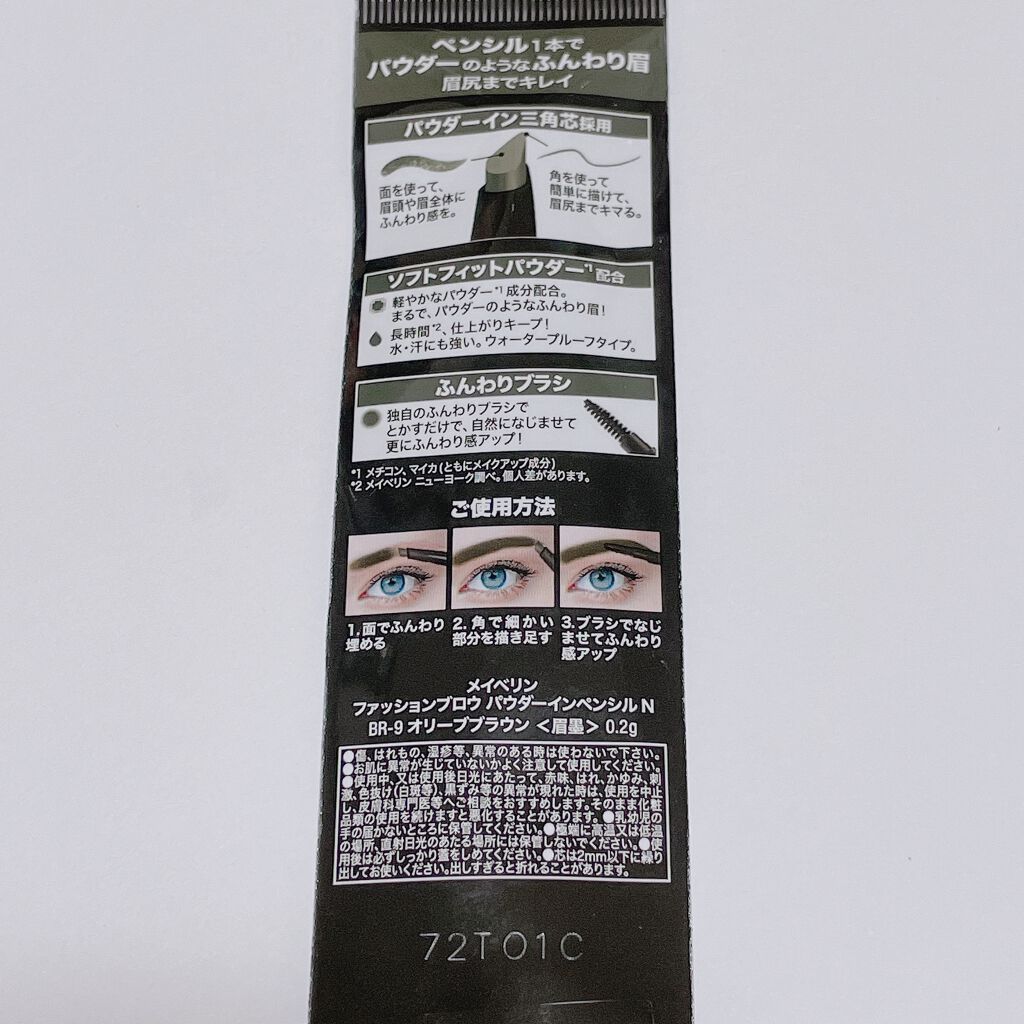 ペンシル1本で
パウダーのようなふんわり眉
眉尻までキレイ
パウダーイン三角芯採用
面を使って、
眉頭や眉全体に
ふんわり感を。
角を使って
簡単に描けて、
眉尻までキマる。
ソフトフィットパウダー*1配合
軽やかなパウダー*1成分配合。
まるで、パウダーのようなふんわり眉!
長時間*2、仕上がりキープ!
水・汗にも強い。ウォータープルーフタイプ。
ふんわりブラシ
独自のふんわりブラシで
とかすだけで、自然になじませて
更にふんわり感アップ!
*1 メチコン、マイカ(ともにメイクアップ成分)
*2 メイベリン ニューヨーク調べ。個人差があります。
ご使用方法
1.面でふんわり
埋める
2.角で細かい
部分を描き足す
3.ブラシでなじ
ませてふんわり
感アップ
メイベリン
ファッションブロウ パウダーインペンシル N
BR-9 オリーブブラウン <眉墨> 0.2g
●傷、はれもの、湿疹等、異常のある時は使わないで下さい。
●お肌に異常が生じていないかよく注意して使用してください。
●使用中、又は使用後日光にあたって、赤味、はれ、かゆみ、刺
激、色抜け(白斑等)、黒ずみ等の異常が現れた時は、使用を中止
し、皮膚科専門医等へご相談をおすすめします。そのまま化粧
品類の使用を続けますと悪化することがあります。●乳幼児の
手の届かないところに保管してください。●極端に高温又は低温
の場所、直射日光のあたる場所には保管しないでください。●使
用後は必ずしっかり蓋をしめてください。●芯は2mm以下に繰り
出してお使いください。出しすぎると折れることがあります。
72T01C